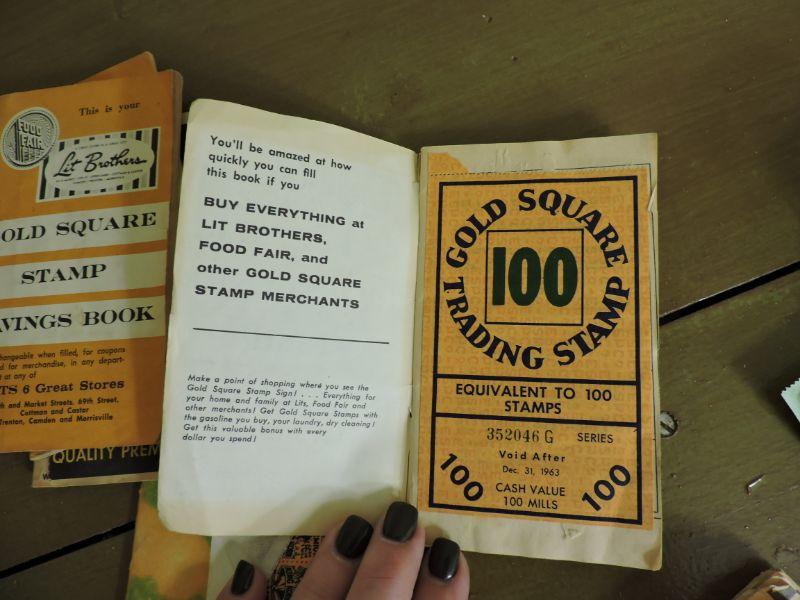 This is your
FOOD
FAIR
Lit Brothers
OLD SQUARE
STAMP
VINGS BOOK
hangeable when filled, for coupons
d for merchandise, in any depart-
t at any of
TS 6 Great Stores
th and Market Streets, 69th Street,
Cottman and Castor
Trenton, Camden and Morrisville
QUALITY PREM
You'll be amazed at how
quickly you can fill
this book if you
BUY EVERYTHING at
LIT BROTHERS,
FOOD FAIR, and
other GOLD SQUARE
STAMP MERCHANTS
Make a point of shopping where you see the
Gold Square Stamp Sign! . . . Everything for
your home and family at Lits, Food Fair and
other merchants! Get Gold Square Stamps with
the gasoline you buy, your laundry, dry cleaning!
Get this valuable bonus with every
dollar you spend!
GOLD SQUARE
100
TRADING STAMP
EQUIVALENT TO 100
STAMPS
352046 G SERIES
Void After
Dec. 31, 1963
100 CASH VALUE 100
100 MILLS